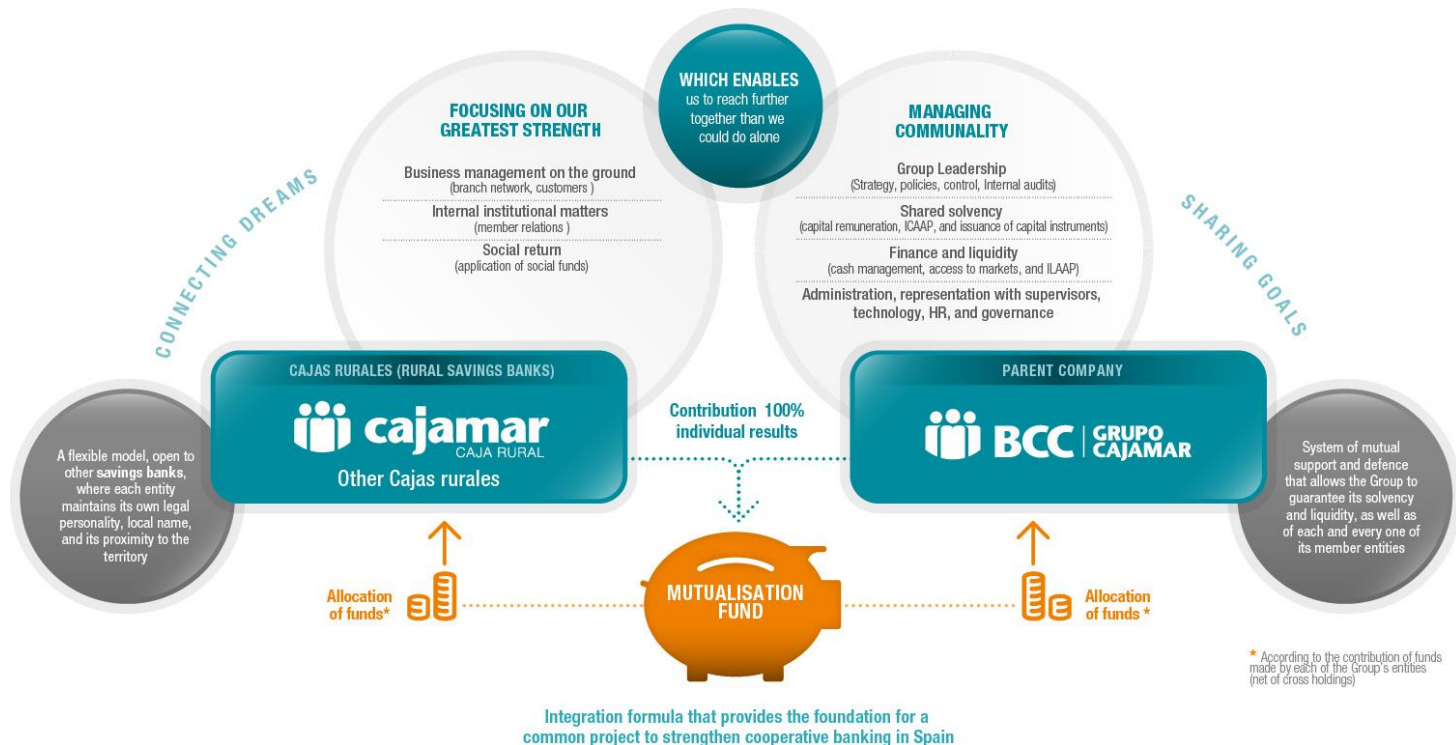 WHICH ENABLES
us to reach further
together than we
could do alone
FOCUSING ON OUR
GREATEST STRENGTH
Business management on the ground
(branch network, customers )
Internal institutional matters
(member relations )
Social return
(application of social funds)
MANAGING
COMMUNALITY
Group Leadership
(Strategy, policies, control, Internal audits)
Shared solvency
(capital remuneration, ICAAP, and issuance of capital instruments)
Finance and liquidity
(cash management, access to markets, and ILAAP)
Administration, representation with supervisors,
technology, HR, and governance
CONNECTING DREAMS
SHARING GOALS
CAJAS RURALES (RURAL SAVINGS BANKS)
cajamar
CAJA RURAL
Other Cajas rurales
Contribution 100%
individual results
PARENT COMPANY
BCC
GRUPO
CAJAMAR
A flexible model, open to
other savings banks,
where each entity
maintains its own legal
personality, local name,
and its proximity to the
territory
System of mutual
support and defence
that allows the Group to
guarantee its solvency
and liquidity, as well as
of each and every one of
its member entities
Allocation
of funds*
MUTUALISATION
FUND
Allocation
of funds *
* According to the contribution of funds
made by each of the Group's entities
(net of cross holdings)
Integration formula that provides the foundation for a
common project to strengthen cooperative banking in Spain